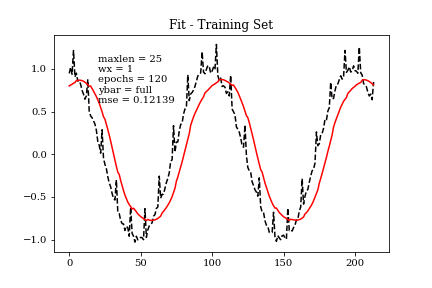 Fit - Training Set
maxlen = 25
wx = 1
epochs = 120
ybar = full
mse = 0.12139
1.0
0.5
0.0
−0.5
−1.0
0 50 100 150 200